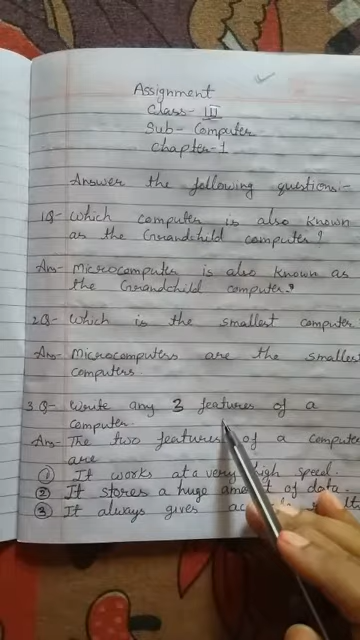 Assignment
Class- III
Sub- Computer
Chapter-1
Answer the following questions:-
1Q- Which computer is also known
as the Grandchild computer?
Ans- Microcomputer is also known as
the Grandchild computer?
2Q- Which is the smallest computer
Ans- Microcomputers are the smallest
computers.
3Q- Write any 3 features of a
computer.
Ans- The two features of a computer
are
① It works at a very high speed.
② It stores a huge amount of data.
③ It always gives